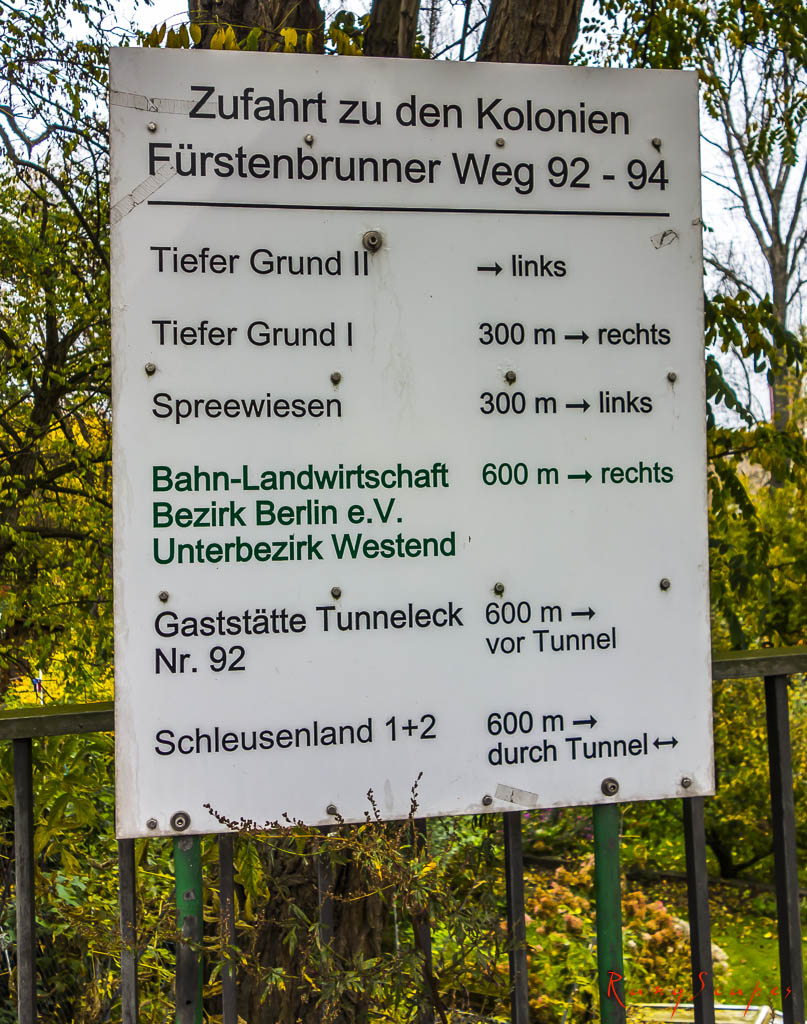 Zufahrt zu den Kolonien
Fürstenbrunner Weg 92 - 94
Tiefer Grund II → links
Tiefer Grund I 300 m → rechts
Spreewiesen 300 m → links
Bahn-Landwirtschaft 600 m → rechts
Bezirk Berlin e.V.
Unterbezirk Westend
Gaststätte Tunneleck 600 m →
Nr. 92 vor Tunnel
Schleusenland 1+2 600 m →
durch Tunnel ↔